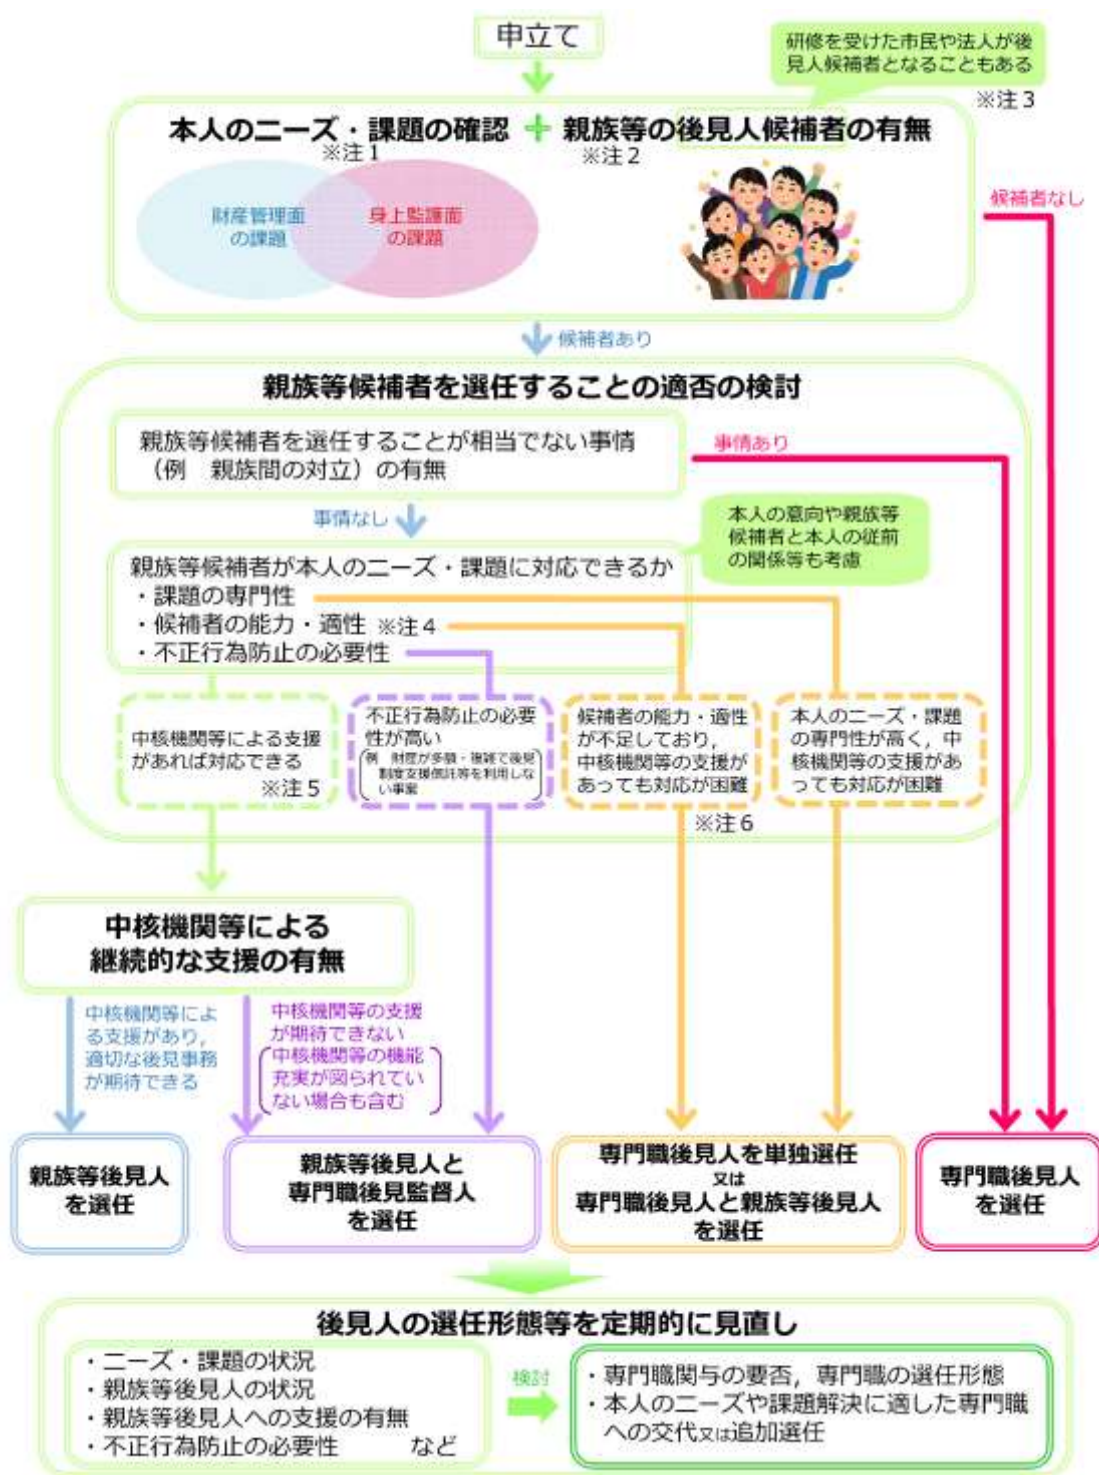 申立て
研修を受けた市民や法人が後
見人候補者となることもある
※注３
本人のニーズ・課題の確認 ＋ 親族等の後見人候補者の有無
※注１
※注２
財産管理面
の課題
身上監護面
の課題
候補者なし
候補者あり
親族等候補者を選任することの適否の検討
親族等候補者を選任することが相当でない事情
（例　親族間の対立）の有無
事情あり
事情なし
本人の意向や親族等
候補者と本人の従前
の関係等も考慮
親族等候補者が本人のニーズ・課題に対応できるか
・課題の専門性
・候補者の能力・適性 ※注４
・不正行為防止の必要性
中核機関等による支援
があれば対応できる
※注５
不正行為防止の必要
性が高い
（例　財産が多額・複雑で後見
制度支援信託等を利用しな
い事案）
候補者の能力・適性
が不足しており，
中核機関等の支援が
あっても対応が困難
※注６
本人のニーズ・課題
の専門性が高く，中
核機関等の支援があ
っても対応が困難
中核機関等による
継続的な支援の有無
中核機関等によ
る支援があり，
適切な後見事務
が期待できる
中核機関等の支援
が期待できない
（中核機関等の機能
充実が図られてい
ない場合も含む）
親族等後見人
を選任
親族等後見人と
専門職後見監督人
を選任
専門職後見人を単独選任
又は
専門職後見人と親族等後見人
を選任
専門職後見人
を選任
後見人の選任形態等を定期的に見直し
・ニーズ・課題の状況
・親族等後見人の状況
・親族等後見人への支援の有無
・不正行為防止の必要性　　　など
検討
・専門職関与の要否，専門職の選任形態
・本人のニーズや課題解決に適した専門職
への交代又は追加選任